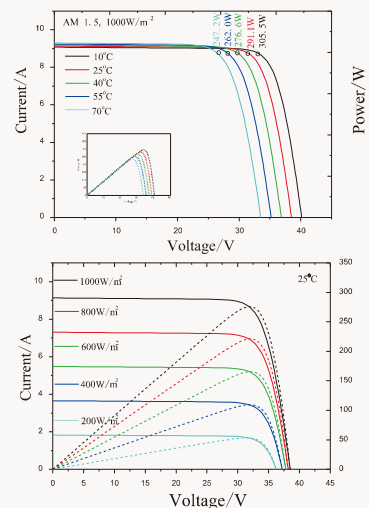 AM 1.5, 1000W/m²
247.2W
262.0W
276.6W
291.1W
305.5W
10°C
25°C
40°C
55°C
70°C
10
8
6
4
2
0
0
10
20
30
40
Current/A
Power/W
Voltage/V
1000W/m²
800W/m²
600W/m²
400W/m²
200W/m²
25°C
10
8
6
4
2
0
300
250
200
150
100
50
0
0
5
10
15
20
25
30
35
40
45
Current/A
Power/W
Voltage/V